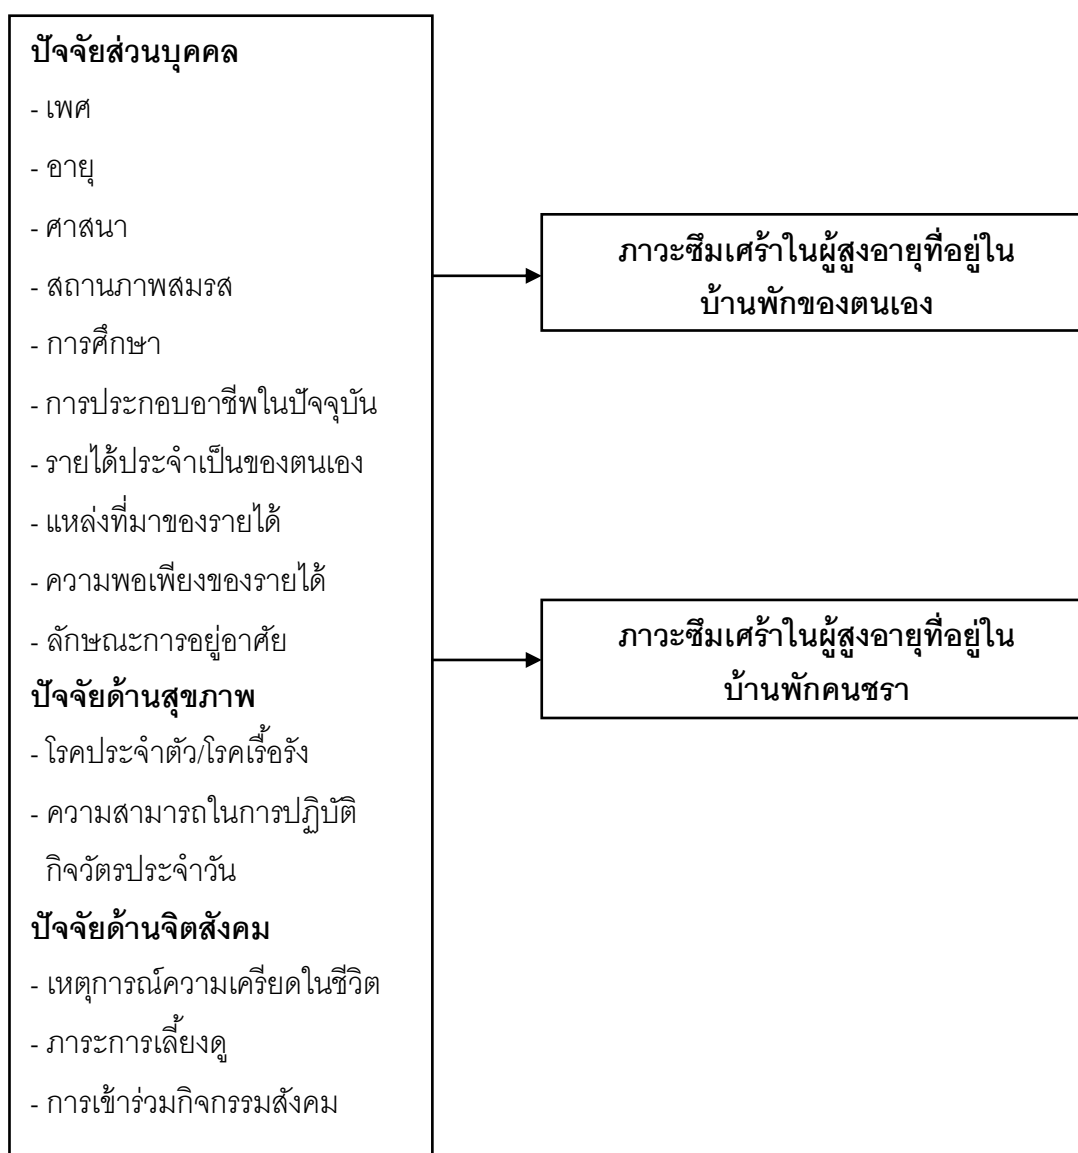 ปัจจัยส่วนบุคคล
- เพศ
- อายุ
- ศาสนา
- สถานภาพสมรส
- การศึกษา
- การประกอบอาชีพในปัจจุบัน
- รายได้ประจำเป็นของตนเอง
- แหล่งที่มาของรายได้
- ความพอเพียงของรายได้
- ลักษณะการอยู่อาศัย
ปัจจัยด้านสุขภาพ
- โรคประจำตัว/โรคเรื้อรัง
- ความสามารถในการปฏิบัติ
กิจวัตรประจำวัน
ปัจจัยด้านจิตสังคม
- เหตุการณ์ความเครียดในชีวิต
- ภาระการเลี้ยงดู
- การเข้าร่วมกิจกรรมสังคม
ภาวะซึมเศร้าในผู้สูงอายุที่อยู่ใน
บ้านพักของตนเอง
ภาวะซึมเศร้าในผู้สูงอายุที่อยู่ใน
บ้านพักคนชรา